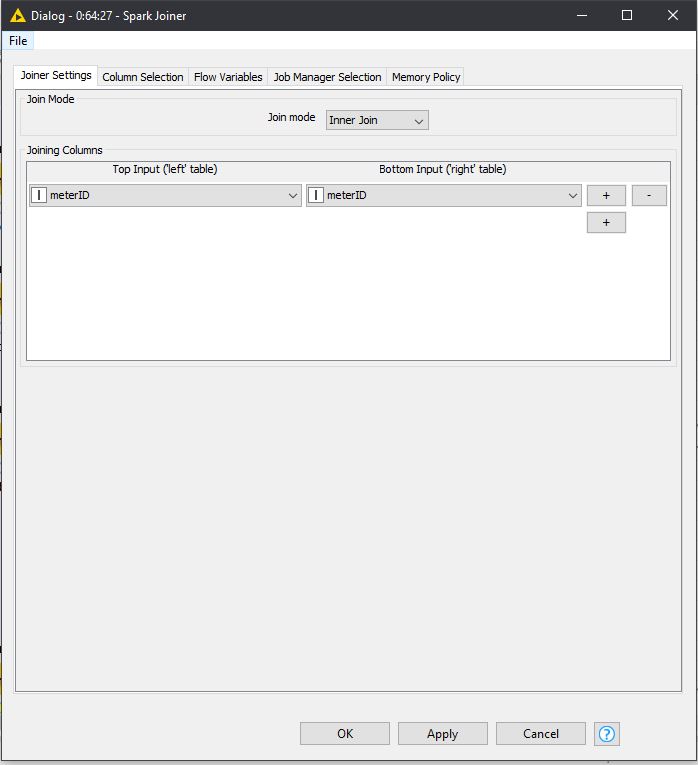 Dialog - 0:64:27 - Spark Joiner
File
Joiner Settings Column Selection Flow Variables Job Manager Selection Memory Policy
Join Mode
Join mode Inner Join
Joining Columns
Top Input ('left' table) Bottom Input ('right' table)
I meterID I meterID + -
+
OK Apply Cancel ?